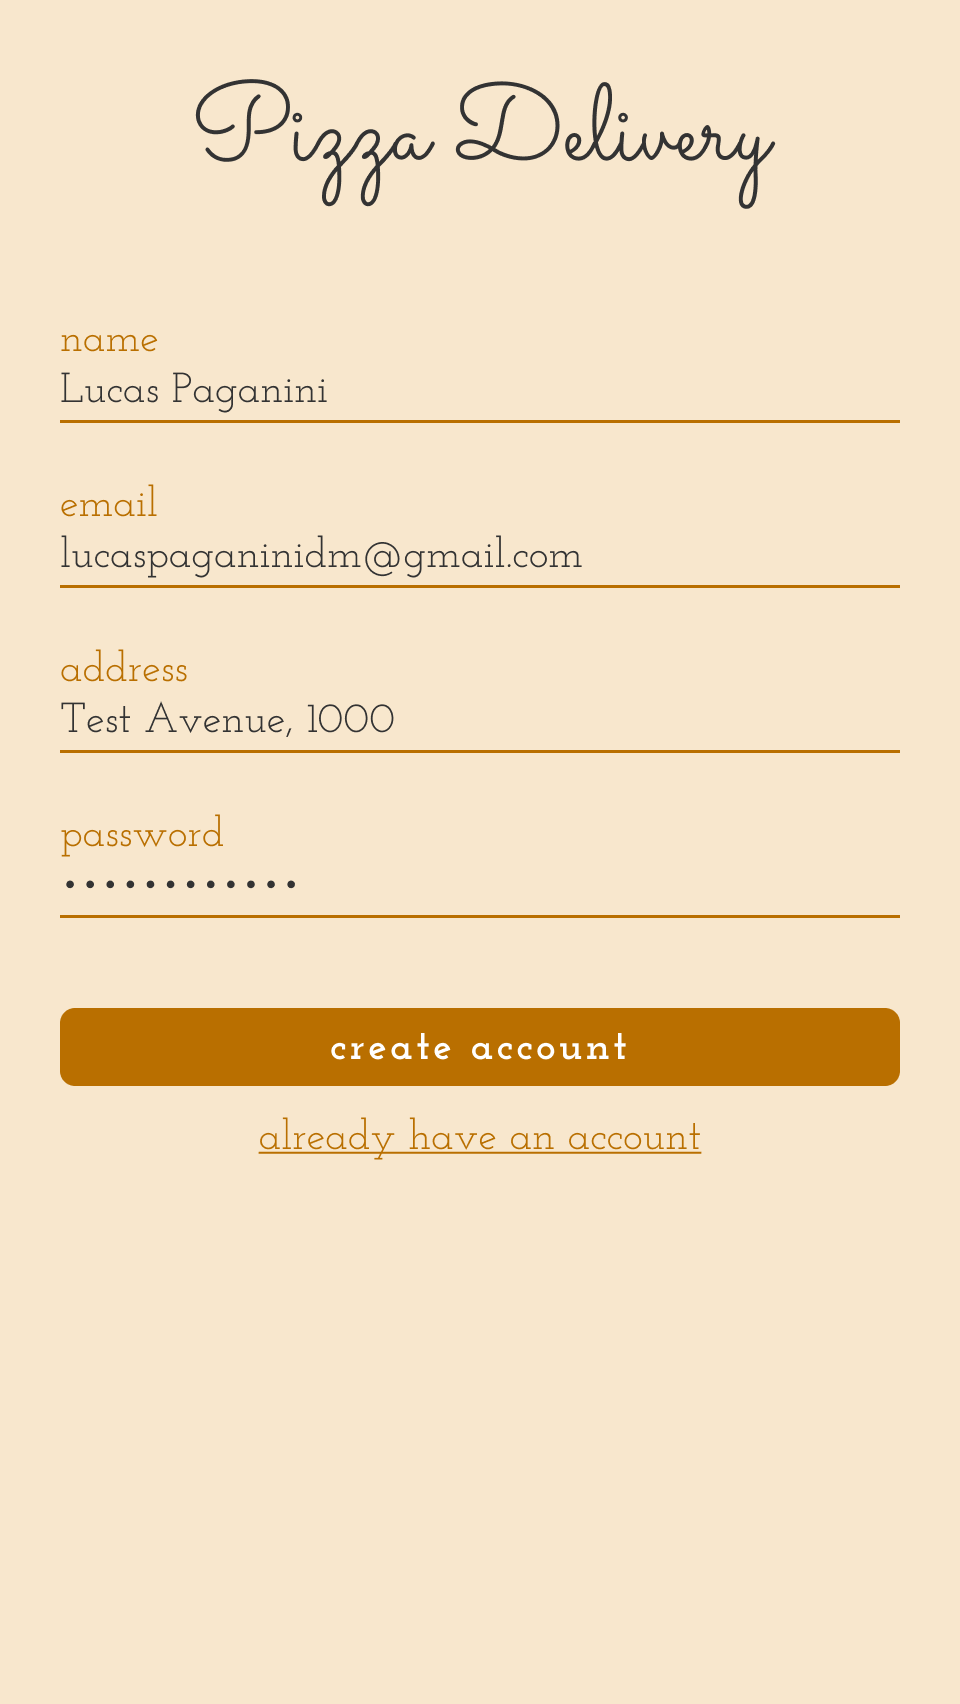 Pizza Delivery
name
Lucas Paganini
email
lucaspaganinidm@gmail.com
address
Test Avenue, 1000
password
••••••••••••
create account
already have an account